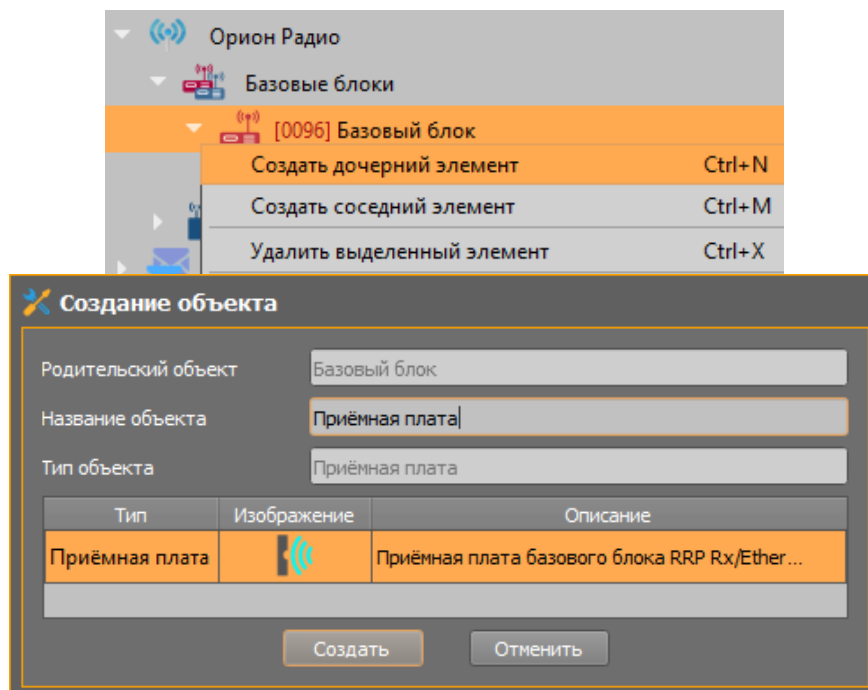 Орион Радио
Базовые блоки
[0096] Базовый блок
Создать дочерний элемент Ctrl+N
Создать соседний элемент Ctrl+M
Удалить выделенный элемент Ctrl+X
Создание объекта
Родительский объект Базовый блок
Название объекта Приёмная плата
Тип объекта Приёмная плата
Тип Изображение Описание
Приёмная плата Приёмная плата базового блока RRP Rx/Ether...
Создать Отменить